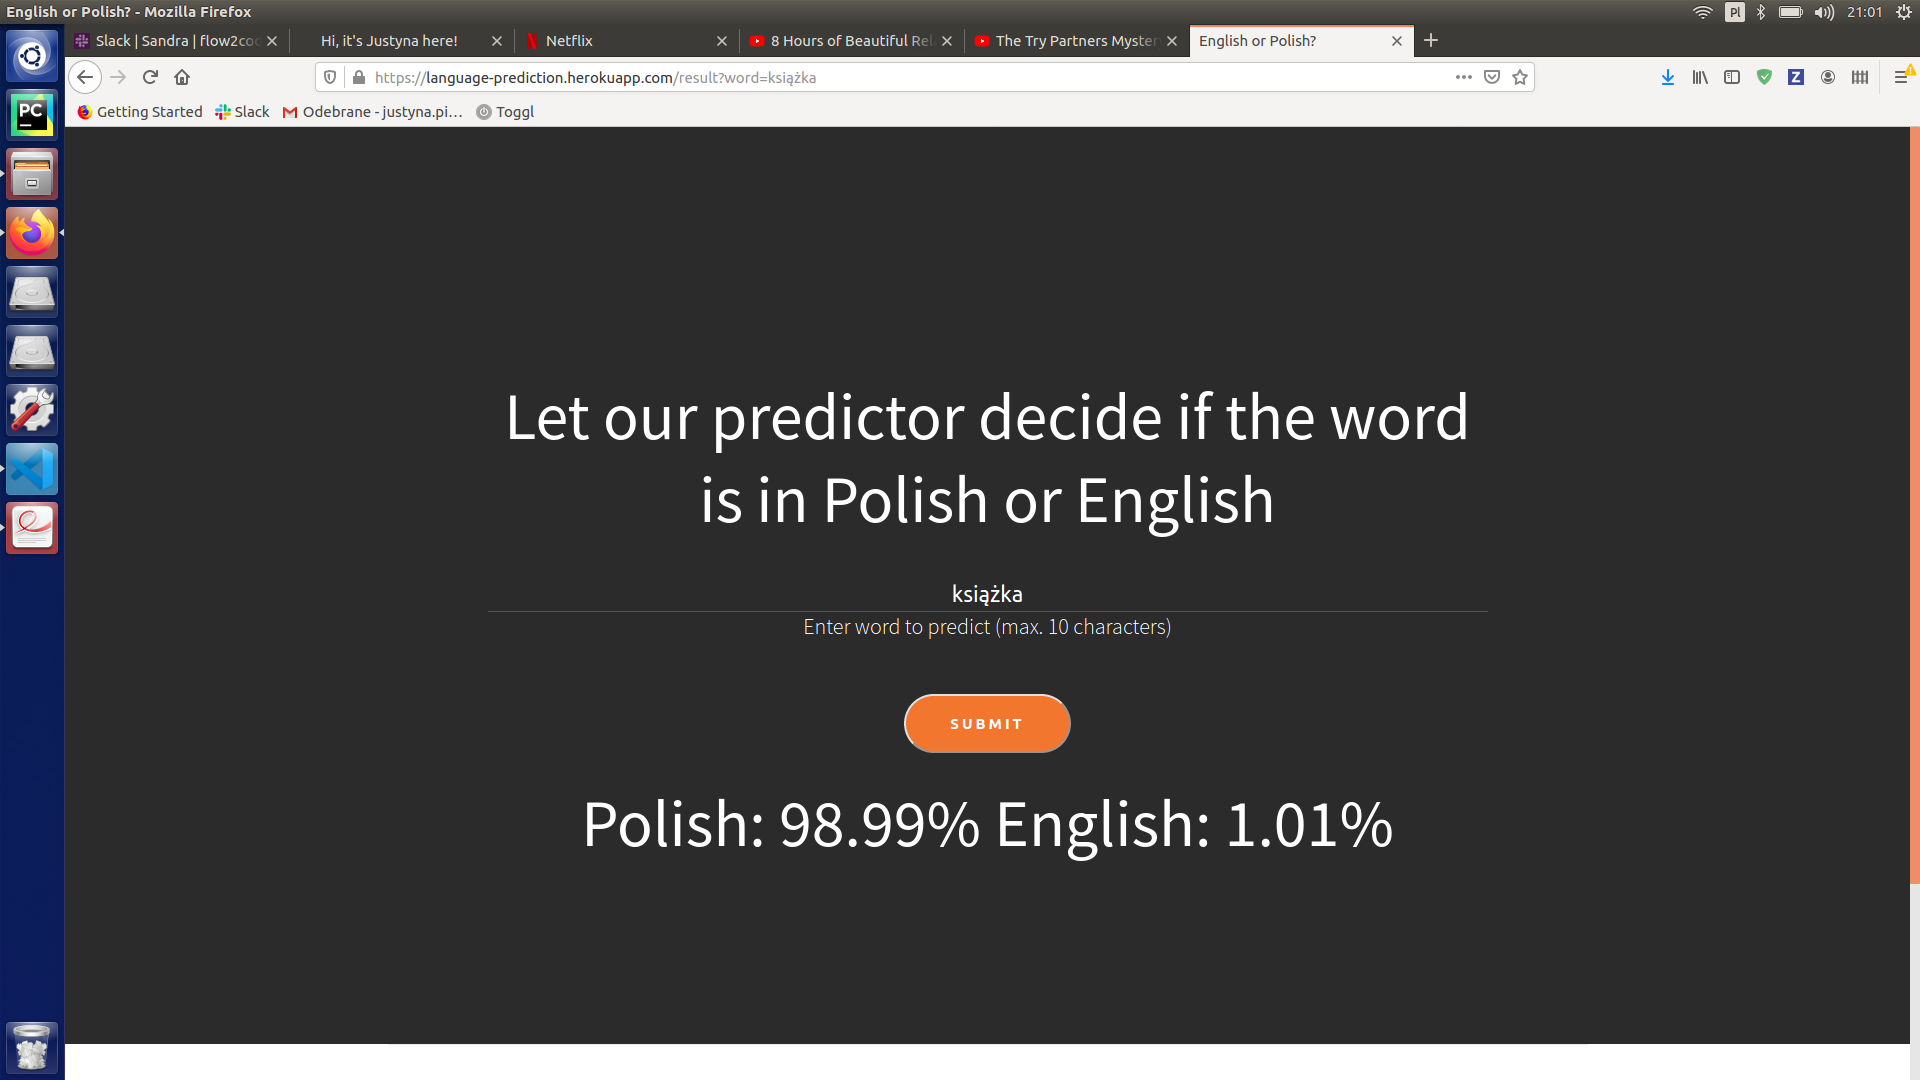 English or Polish? - Mozilla Firefox
Pl
21:01
Slack | Sandra | flow2co
Hi, it's Justyna here!
Netflix
8 Hours of Beautiful Rel
The Try Partners Myster
English or Polish?
https://language-prediction.herokuapp.com/result?word=książka
Z
Getting Started
Slack
Odebrane - justyna.pi...
Toggl
PC
Let our predictor decide if the word
is in Polish or English
książka
Enter word to predict (max. 10 characters)
SUBMIT
Polish: 98.99% English: 1.01%